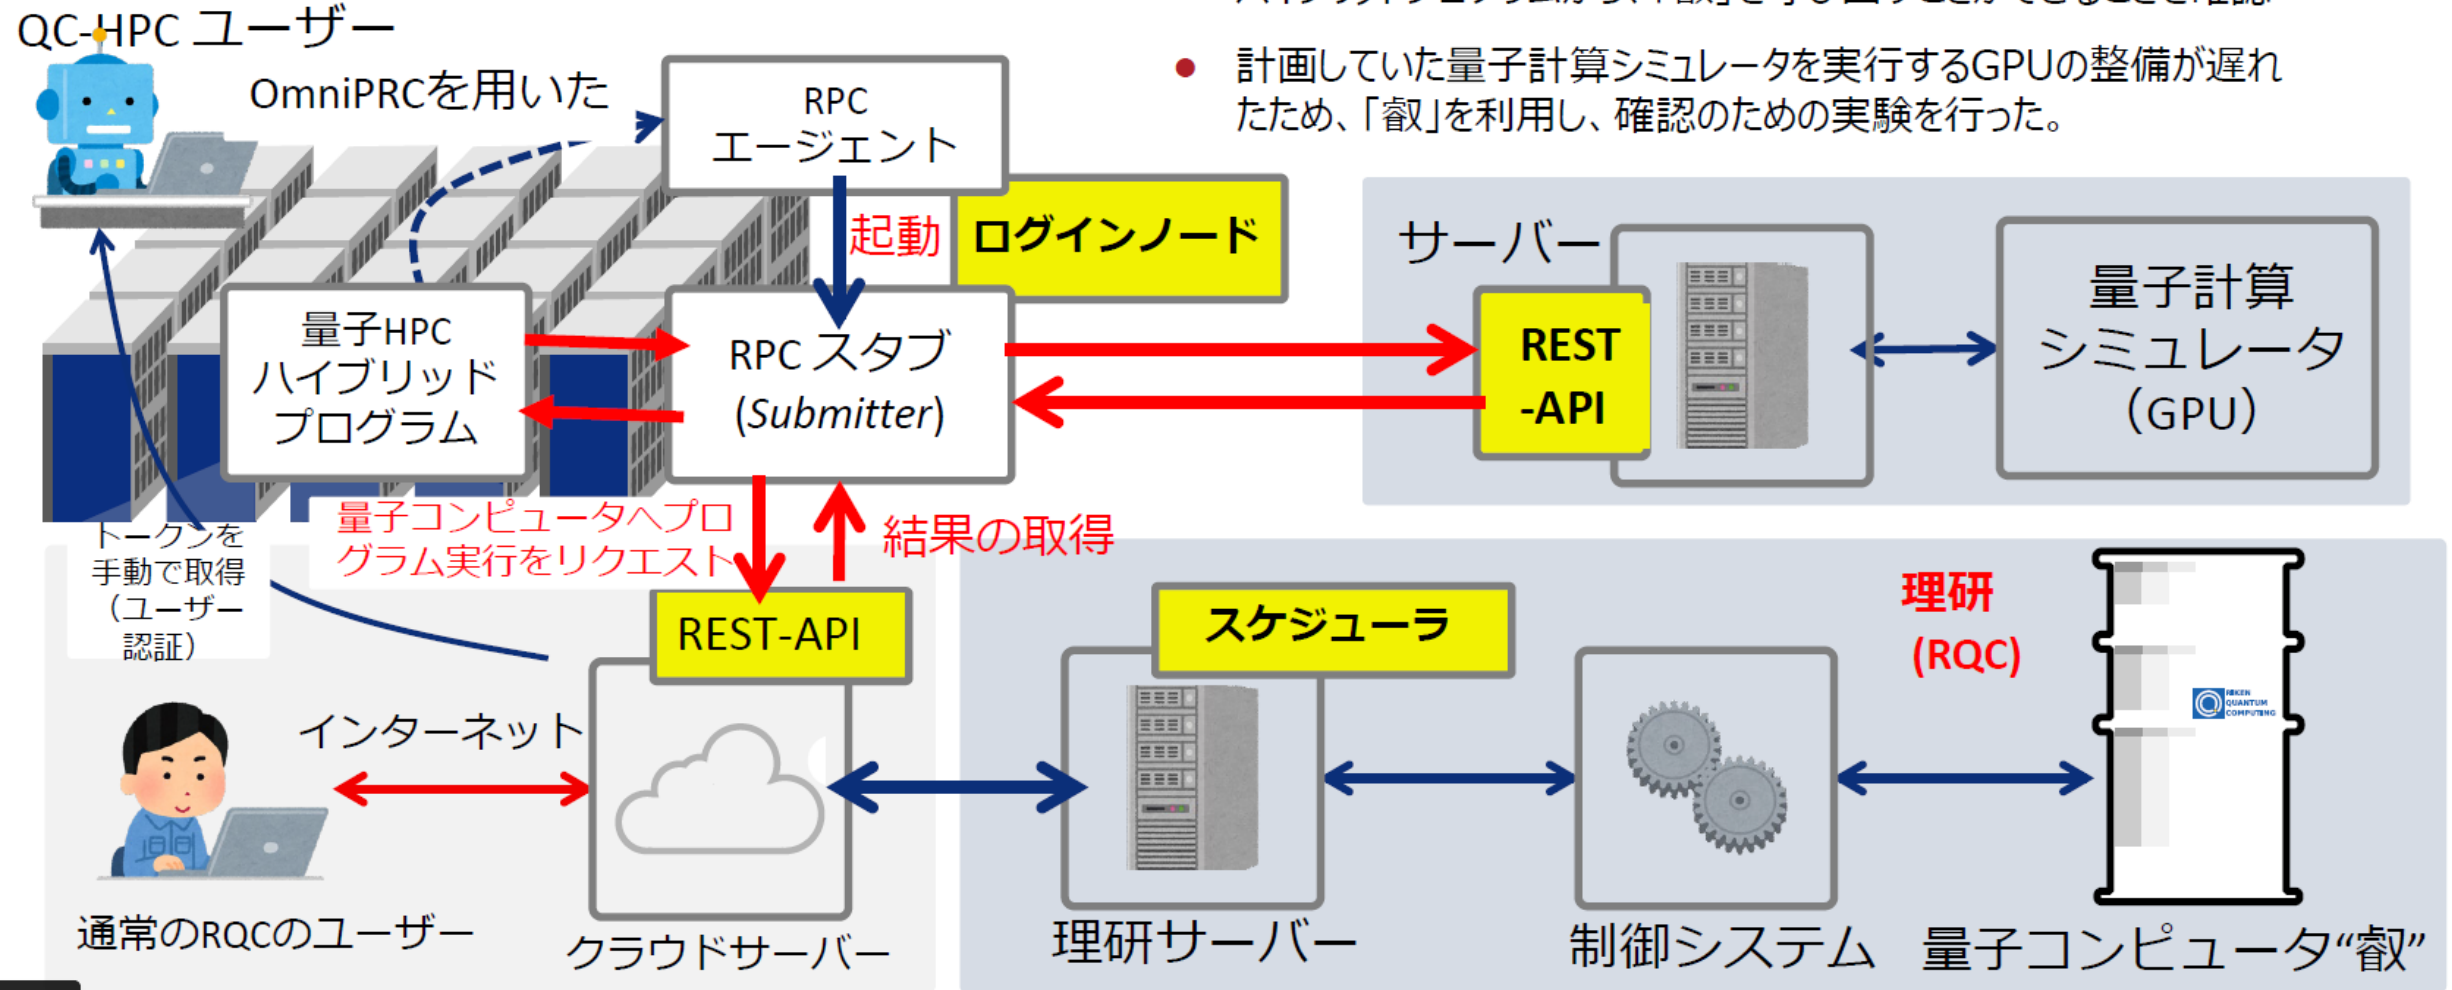 QC-HPC ユーザー
● 計画していた量子計算シミュレータを実行するGPUの整備が遅れ
たため、「叡」を利用し、確認のための実験を行った。
OmniPRCを用いた
RPC
エージェント
起動
ログインノード
量子HPC
ハイブリッド
プログラム
RPC スタブ
(Submitter)
サーバー
REST
-API
量子計算
シミュレータ
（GPU）
トークンを
手動で取得
（ユーザー
認証）
量子コンピュータへプロ
グラム実行をリクエスト
結果の取得
REST-API
インターネット
通常のRQCのユーザー
クラウドサーバー
スケジューラ
理研サーバー
制御システム
理研
(RQC)
RIKEN
QUANTUM
COMPUTING
量子コンピュータ“叡”